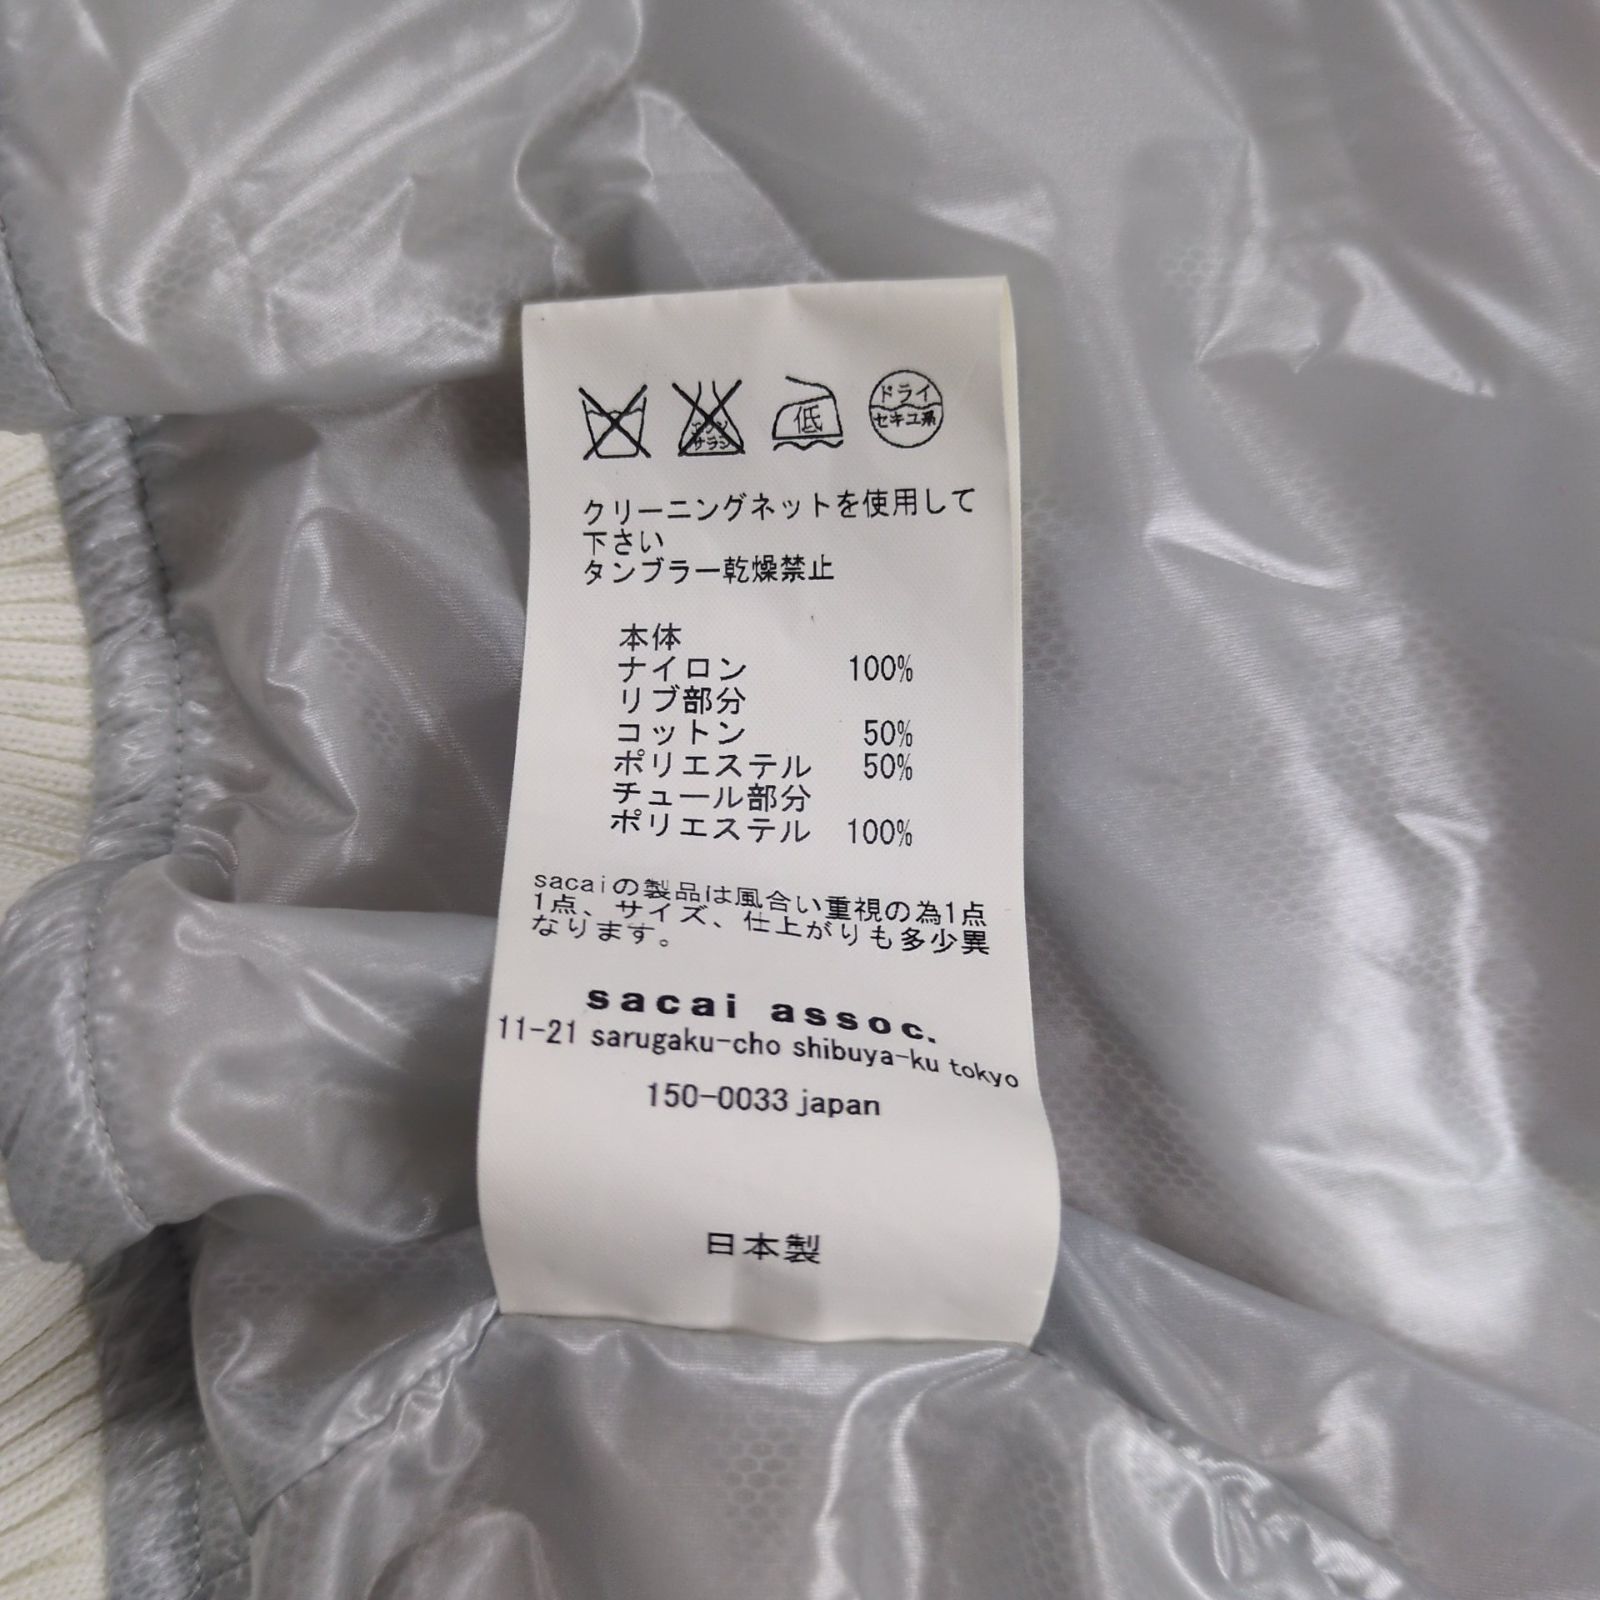 エンソ
サラシ
低
ドライ
セキユ系
クリーニングネットを使用して
下さい
タンブラー乾燥禁止
本体
ナイロン 100%
リブ部分
コットン 50%
ポリエステル 50%
チュール部分
ポリエステル 100%
sacaiの製品は風合い重視の為1点
1点、サイズ、仕上がりも多少異
なります。
sacai assoc.
11-21 sarugaku-cho shibuya-ku tokyo
150-0033 japan
日本製